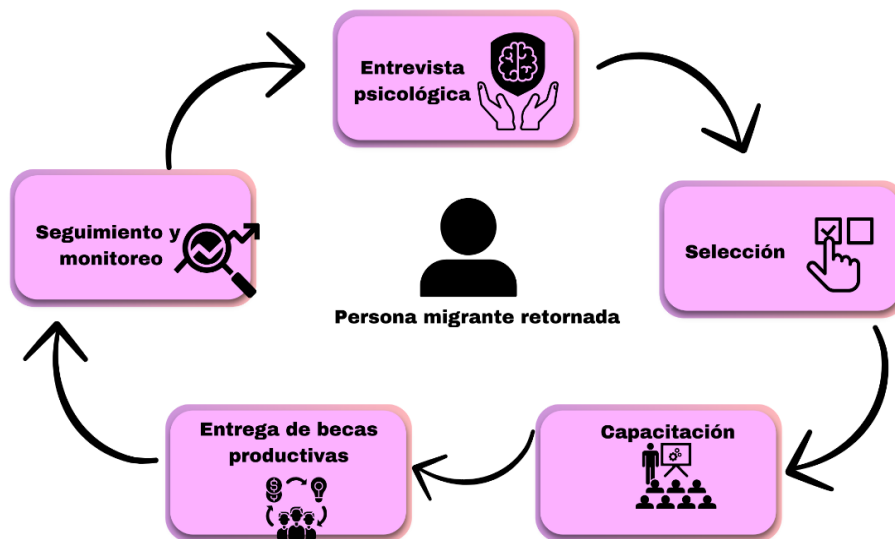 Entrevista
psicológica
Selección
Capacitación
Entrega de becas
productivas
Seguimiento y
monitoreo
Persona migrante retornada